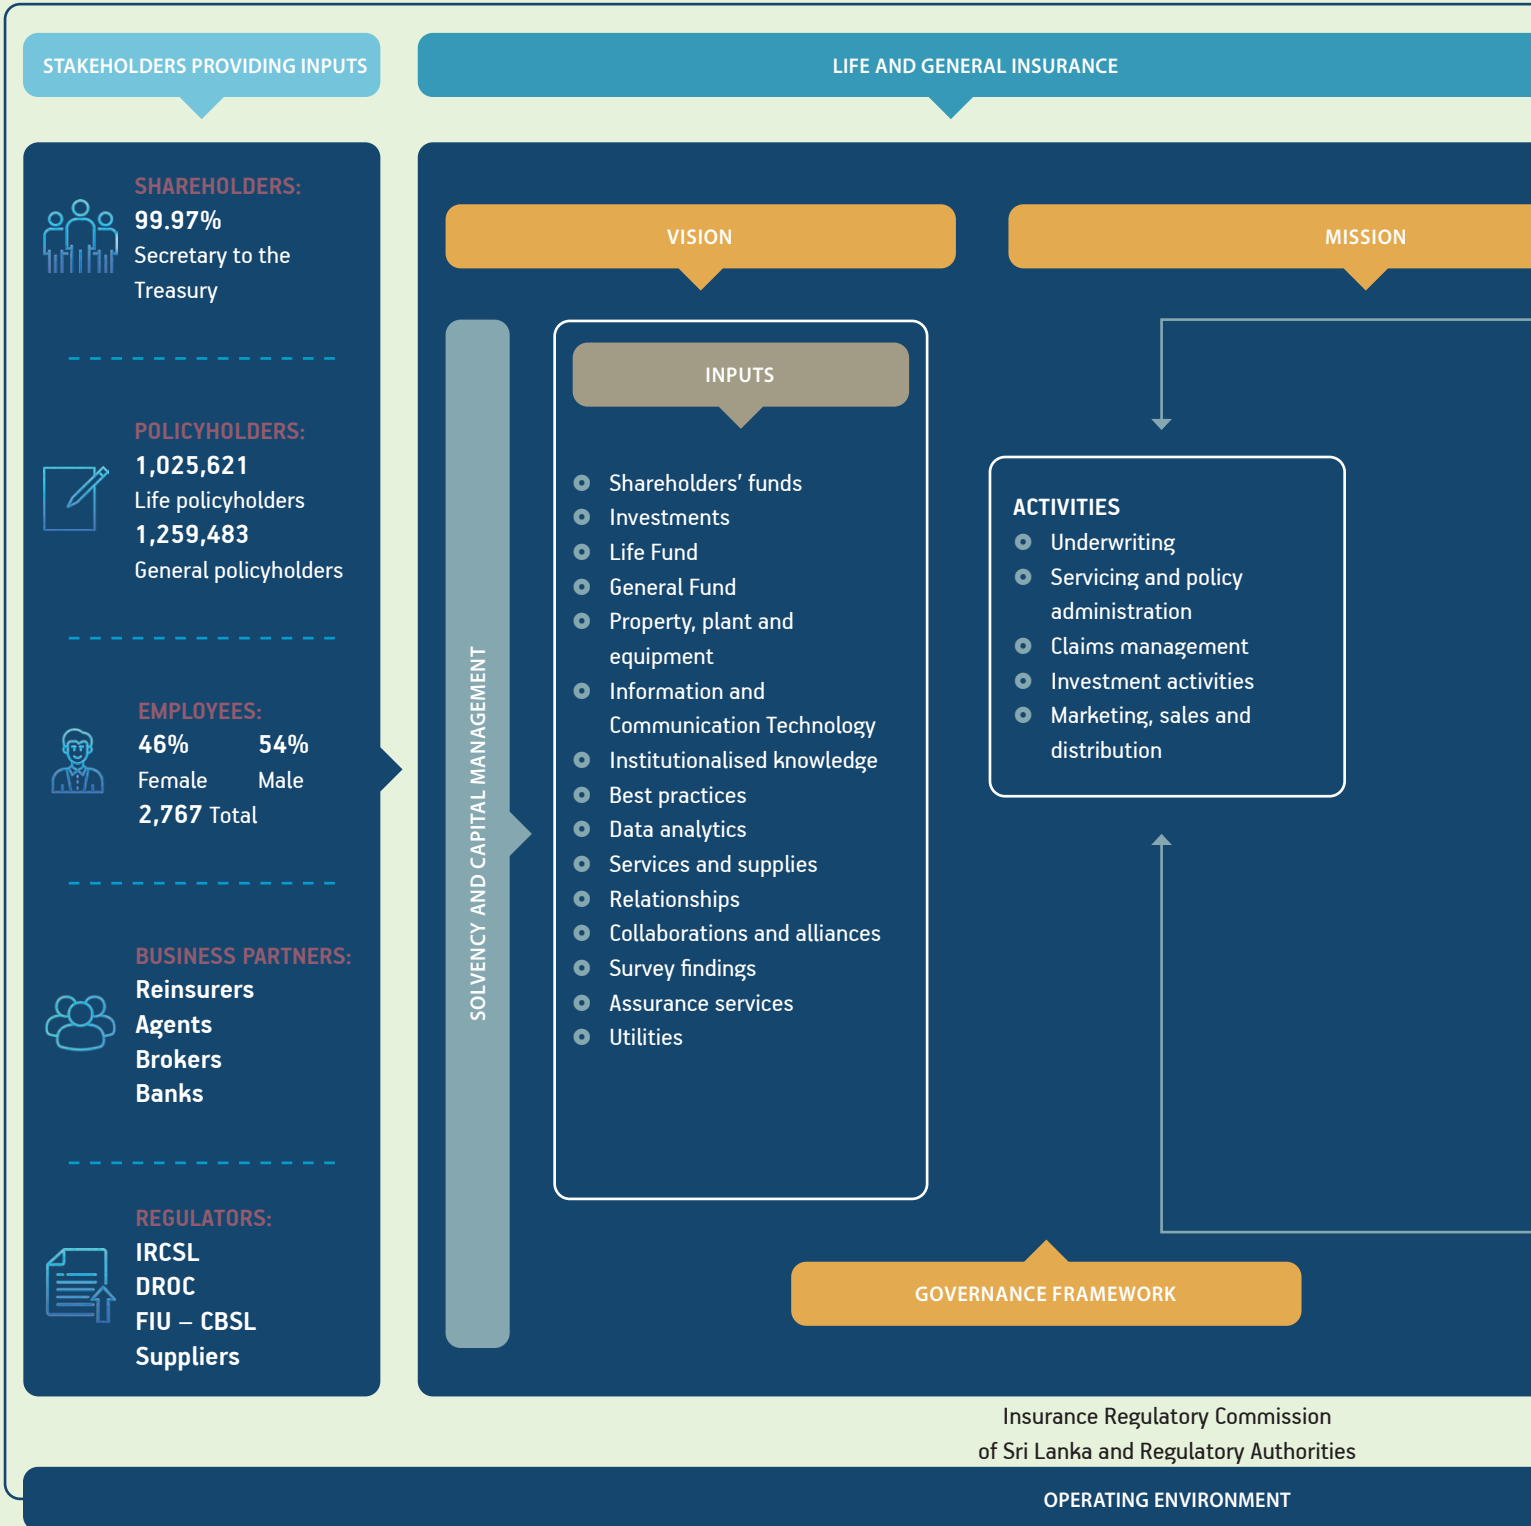 STAKEHOLDERS PROVIDING INPUTS
LIFE AND GENERAL INSURANCE
SHAREHOLDERS:
99.97%
Secretary to the
Treasury
POLICYHOLDERS:
1,025,621
Life policyholders
1,259,483
General policyholders
EMPLOYEES:
46% 54%
Female Male
2,767 Total
BUSINESS PARTNERS:
Reinsurers
Agents
Brokers
Banks
REGULATORS:
IRCSL
DROC
FIU – CBSL
Suppliers
VISION
MISSION
SOLVENCY AND CAPITAL MANAGEMENT
INPUTS
Shareholders’ funds
Investments
Life Fund
General Fund
Property, plant and
equipment
Information and
Communication Technology
Institutionalised knowledge
Best practices
Data analytics
Services and supplies
Relationships
Collaborations and alliances
Survey findings
Assurance services
Utilities
ACTIVITIES
Underwriting
Servicing and policy
administration
Claims management
Investment activities
Marketing, sales and
distribution
GOVERNANCE FRAMEWORK
Insurance Regulatory Commission
of Sri Lanka and Regulatory Authorities
OPERATING ENVIRONMENT